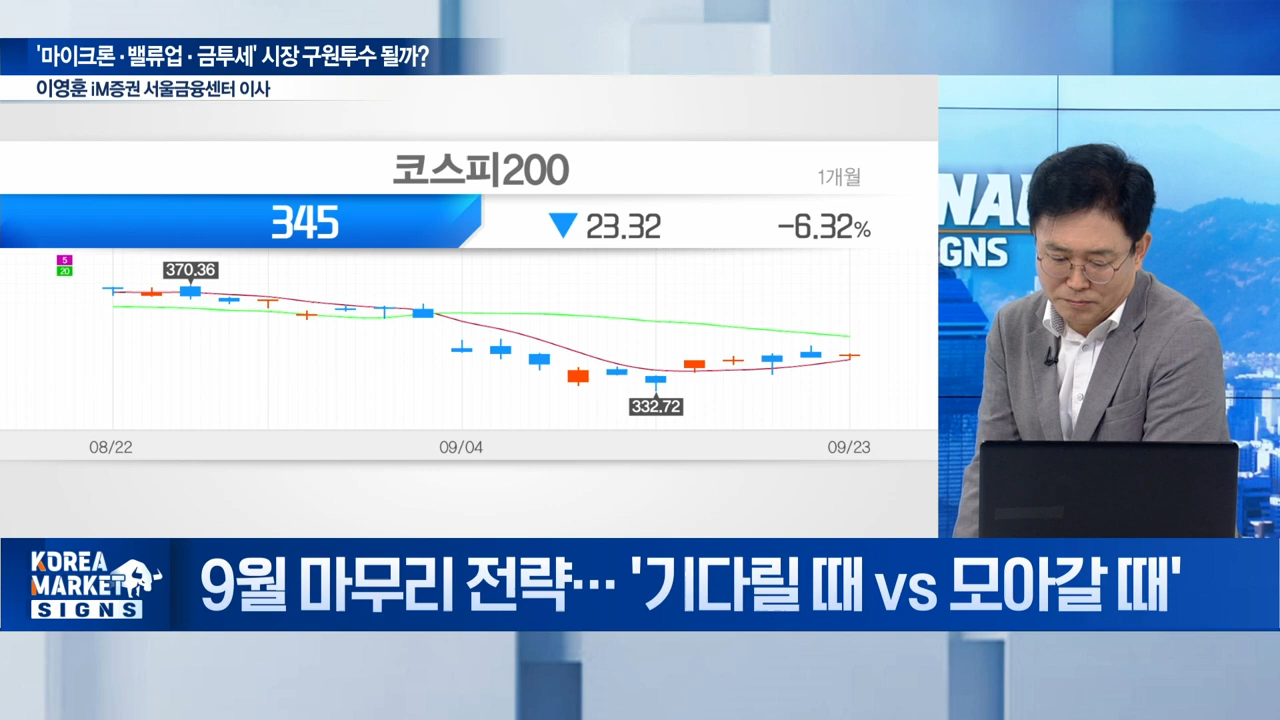 '마이크론·밸류업·금투세' 시장 구원투수 될까?
이영훈 iM증권 서울금융센터 이사
코스피200
1개월
345 ▼ 23.32 -6.32%
5
20
370.36
332.72
08/22 09/04 09/23
NAL
GNS
KOREA
MARKET
SIGNS
9월 마무리 전략… '기다릴 때 vs 모아갈 때'